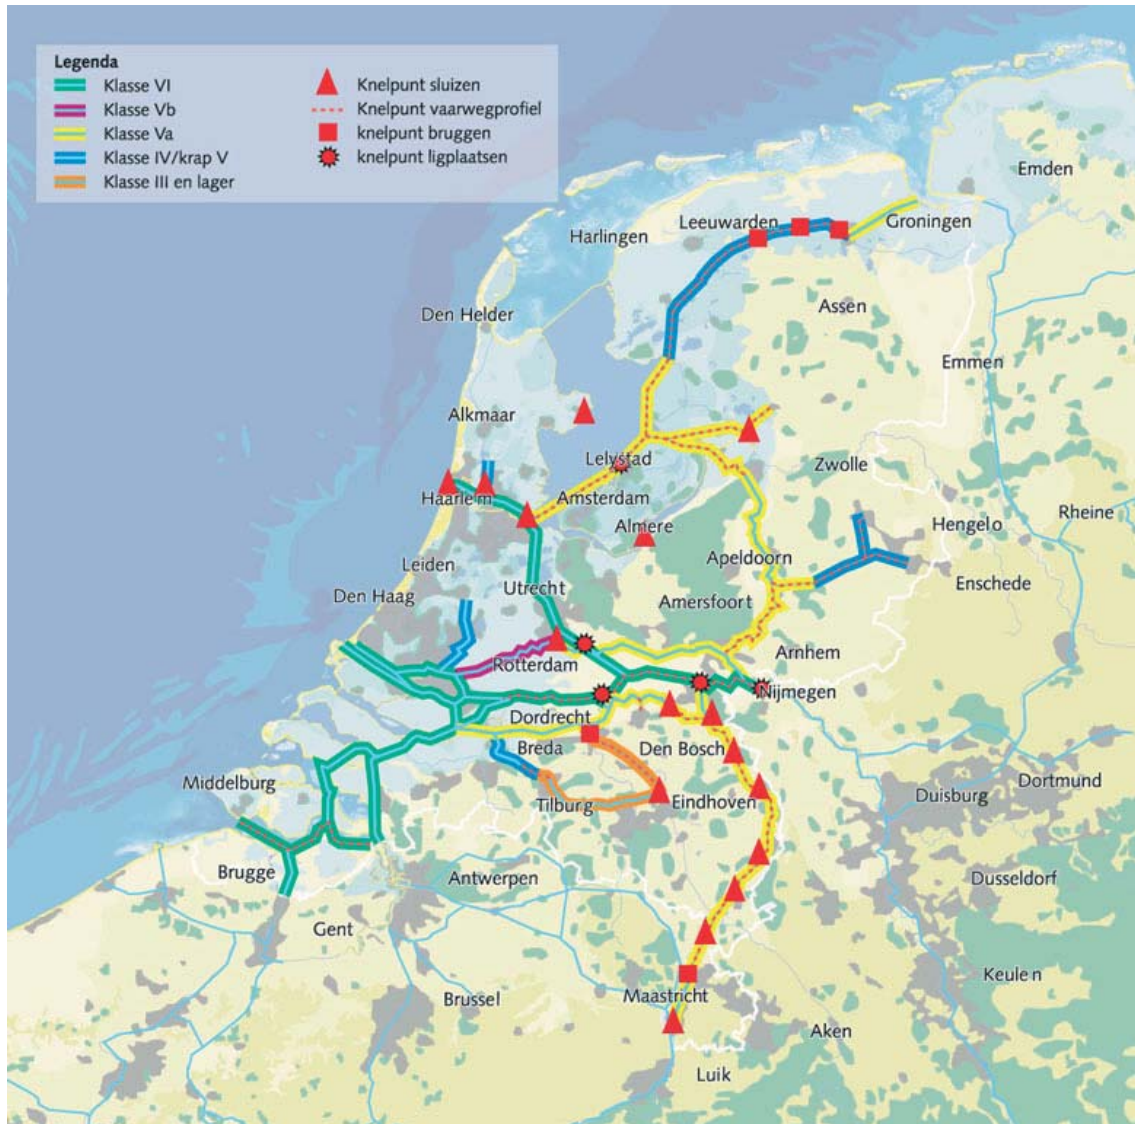 Legenda
Klasse VI
Klasse Vb
Klasse Va
Klasse IV/krap V
Klasse III en lager
Knelpunt sluizen
Knelpunt vaarwegprofiel
knelpunt bruggen
knelpunt ligplaatsen
Emden
Leeuwarden
Groningen
Harlingen
Assen
Den Helder
Emmen
Alkmaar
Lelystad
Zwolle
Haarlem
Amsterdam
Rheine
Almere
Hengelo
Leiden
Apeldoorn
Enschede
Utrecht
Den Haag
Amersfoort
Arnhem
Rotterdam
Nijmegen
Dordrecht
Breda
Den Bosch
Middelburg
Dortmund
Duisburg
Tilburg
Eindhoven
Brugge
Antwerpen
Dusseldorf
Gent
Keulen
Brussel
Maastricht
Aken
Luik